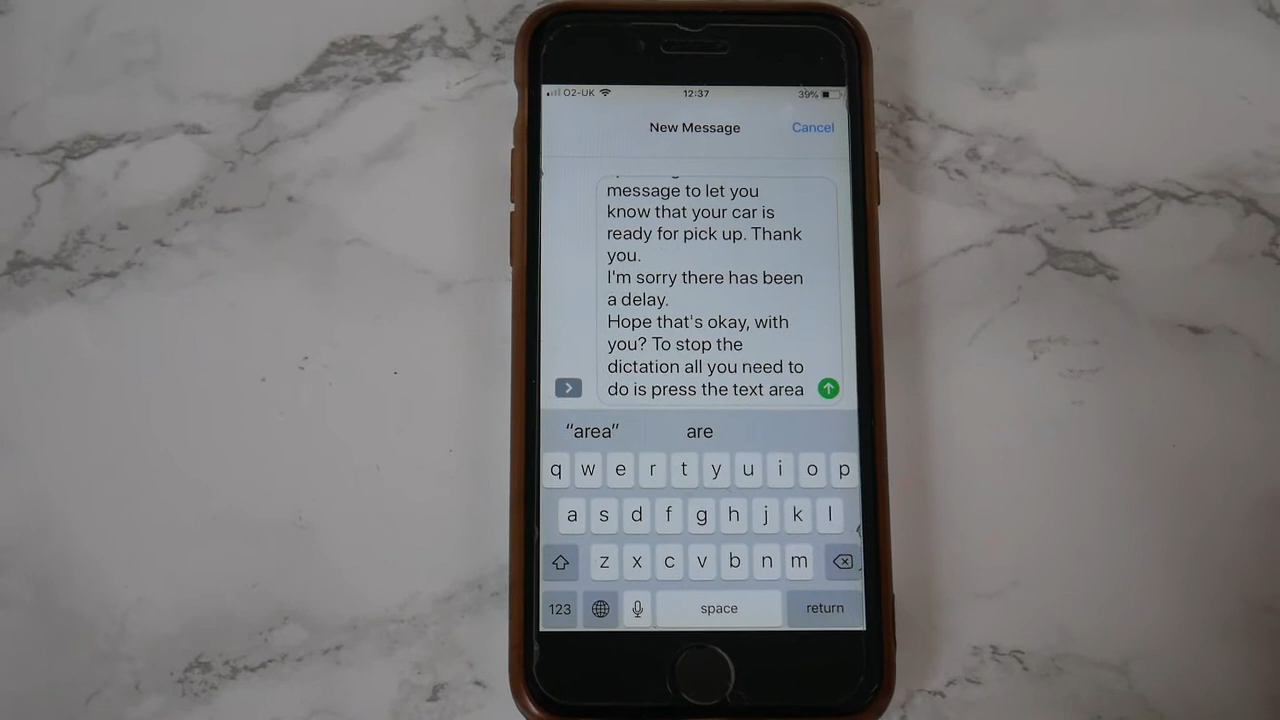 O2-UK 12:37 39%
New Message Cancel
message to let you
know that your car is
ready for pick up. Thank
you.
I'm sorry there has been
a delay.
Hope that's okay, with
you? To stop the
dictation all you need to
do is press the text area
“area” are
q w e r t y u i o p
a s d f g h j k l
z x c v b n m
123 space return